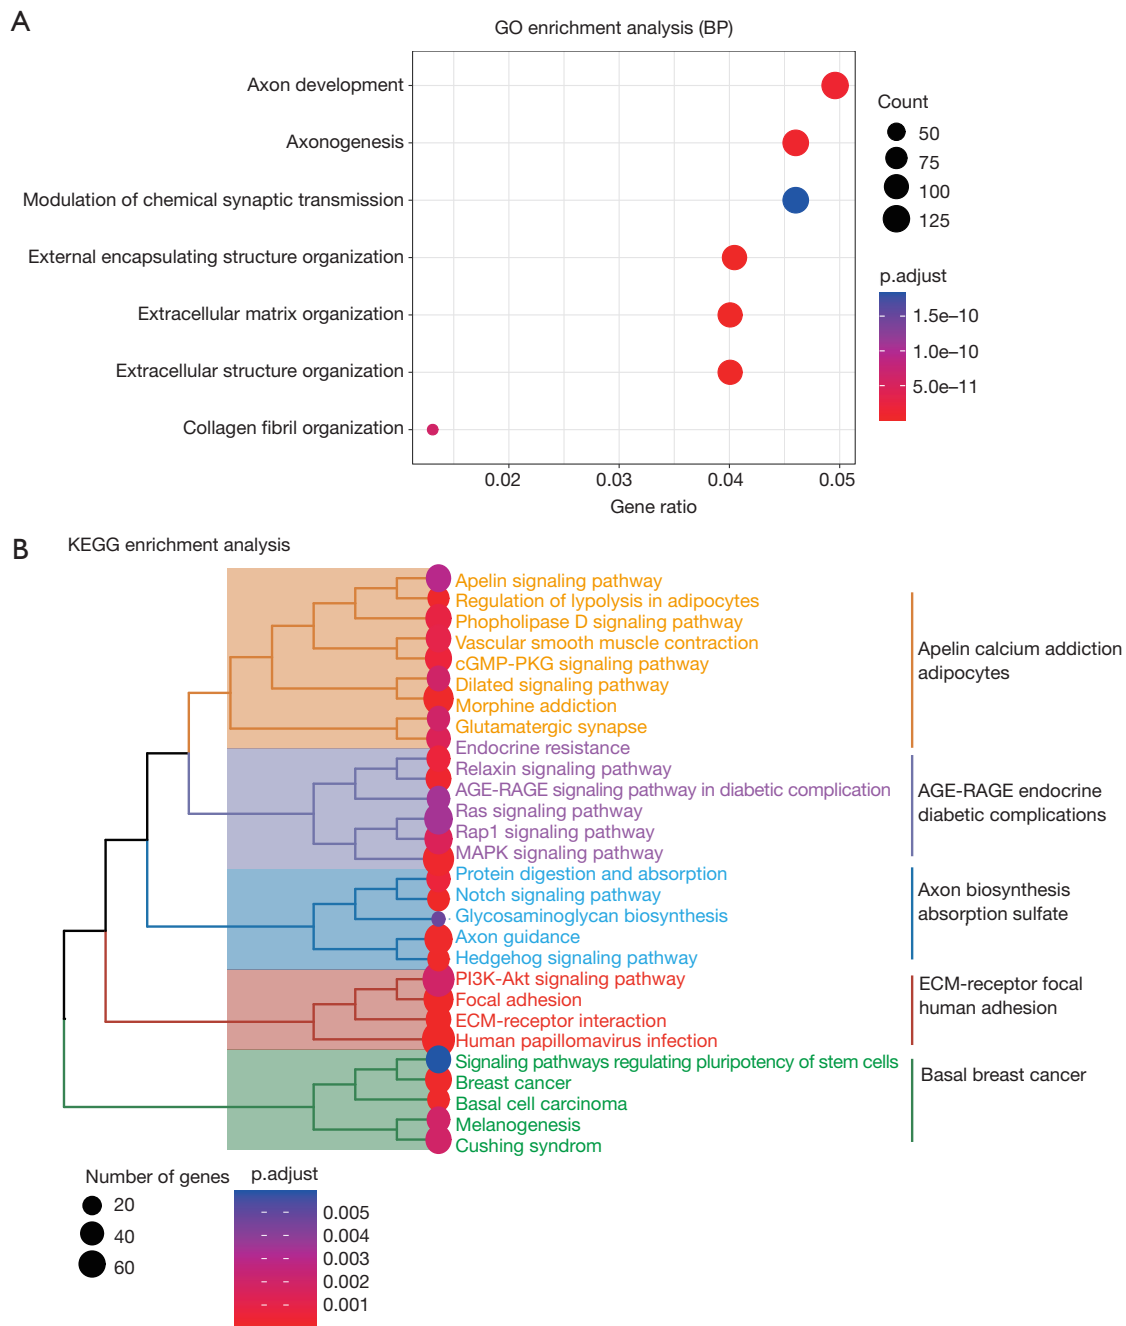 A
GO enrichment analysis (BP)
Axon development
Axonogenesis
Modulation of chemical synaptic transmission
External encapsulating structure organization
Extracellular matrix organization
Extracellular structure organization
Collagen fibril organization
0.02
0.03
0.04
0.05
Gene ratio
Count
50
75
100
125
p.adjust
1.5e–10
1.0e–10
5.0e–11
B
KEGG enrichment analysis
Apelin signaling pathway
Regulation of lypolysis in adipocytes
Phopholipase D signaling pathway
Vascular smooth muscle contraction
cGMP-PKG signaling pathway
Dilated signaling pathway
Morphine addiction
Glutamatergic synapse
Endocrine resistance
Relaxin signaling pathway
AGE-RAGE signaling pathway in diabetic complication
Ras signaling pathway
Rap1 signaling pathway
MAPK signaling pathway
Protein digestion and absorption
Notch signaling pathway
Glycosaminoglycan biosynthesis
Axon guidance
Hedgehog signaling pathway
PI3K-Akt signaling pathway
Focal adhesion
ECM-receptor interaction
Human papillomavirus infection
Signaling pathways regulating pluripotency of stem cells
Breast cancer
Basal cell carcinoma
Melanogenesis
Cushing syndrom
Apelin calcium addiction
adipocytes
AGE-RAGE endocrine
diabetic complications
Axon biosynthesis
absorption sulfate
ECM-receptor focal
human adhesion
Basal breast cancer
Number of genes
20
40
60
p.adjust
0.005
0.004
0.003
0.002
0.001